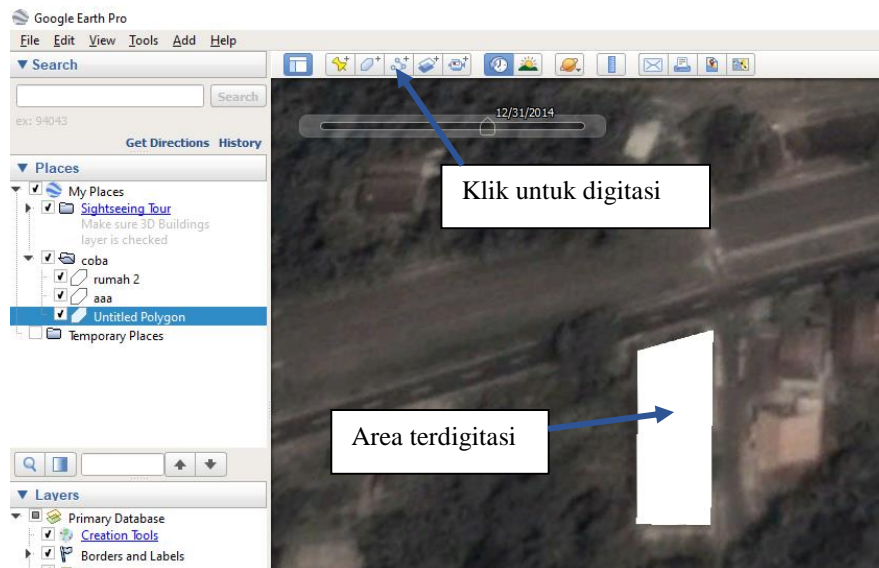 Google Earth Pro
File Edit View Tools Add Help
Search
Search
ex: 94043
Get Directions History
Places
My Places
Sightseeing Tour
Make sure 3D Buildings
layer is checked
coba
rumah 2
aaa
Untitled Polygon
Temporary Places
Layers
Primary Database
Creation Tools
Borders and Labels
12/31/2014
Klik untuk digitasi
Area terdigitasi